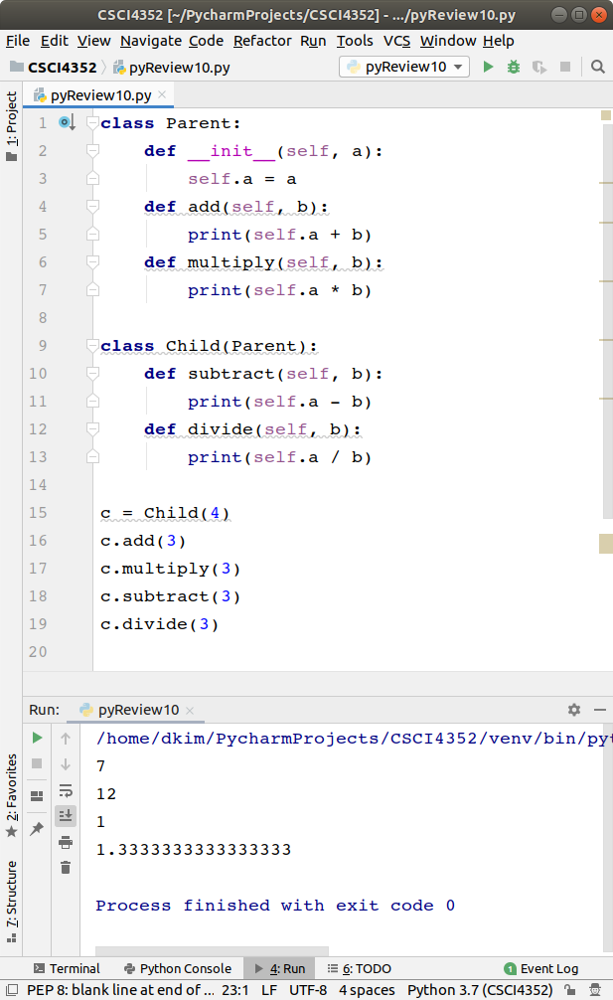 CSCI4352 [~/PycharmProjects/CSCI4352] - .../pyReview10.py
File Edit View Navigate Code Refactor Run Tools VCS Window Help
CSCI4352 pyReview10.py pyReview10
1: Project
pyReview10.py
1 class Parent:
2     def __init__(self, a):
3         self.a = a
4     def add(self, b):
5         print(self.a + b)
6     def multiply(self, b):
7         print(self.a * b)
8
9 class Child(Parent):
10     def subtract(self, b):
11         print(self.a - b)
12     def divide(self, b):
13         print(self.a / b)
14
15 c = Child(4)
16 c.add(3)
17 c.multiply(3)
18 c.subtract(3)
19 c.divide(3)
20
Run: pyReview10
/home/dkim/PycharmProjects/CSCI4352/venv/bin/pyt
7
12
1
1.3333333333333333
Process finished with exit code 0
2: Favorites
7: Structure
Terminal Python Console 4: Run 6: TODO 1 Event Log
PEP 8: blank line at end of ... 23:1 LF UTF-8 4 spaces Python 3.7 (CSCI4352)